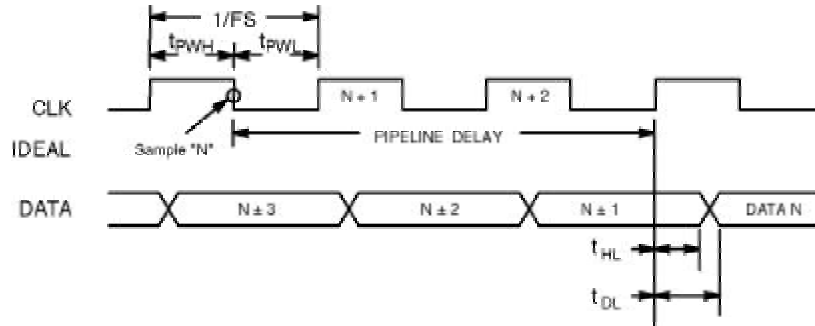 1/FS
tPWH tPWL
CLK
N + 1
N + 2
Sample "N"
PIPELINE DELAY
IDEAL
DATA
N ± 3
N ± 2
N ± 1
DATA N
tHL
tDL